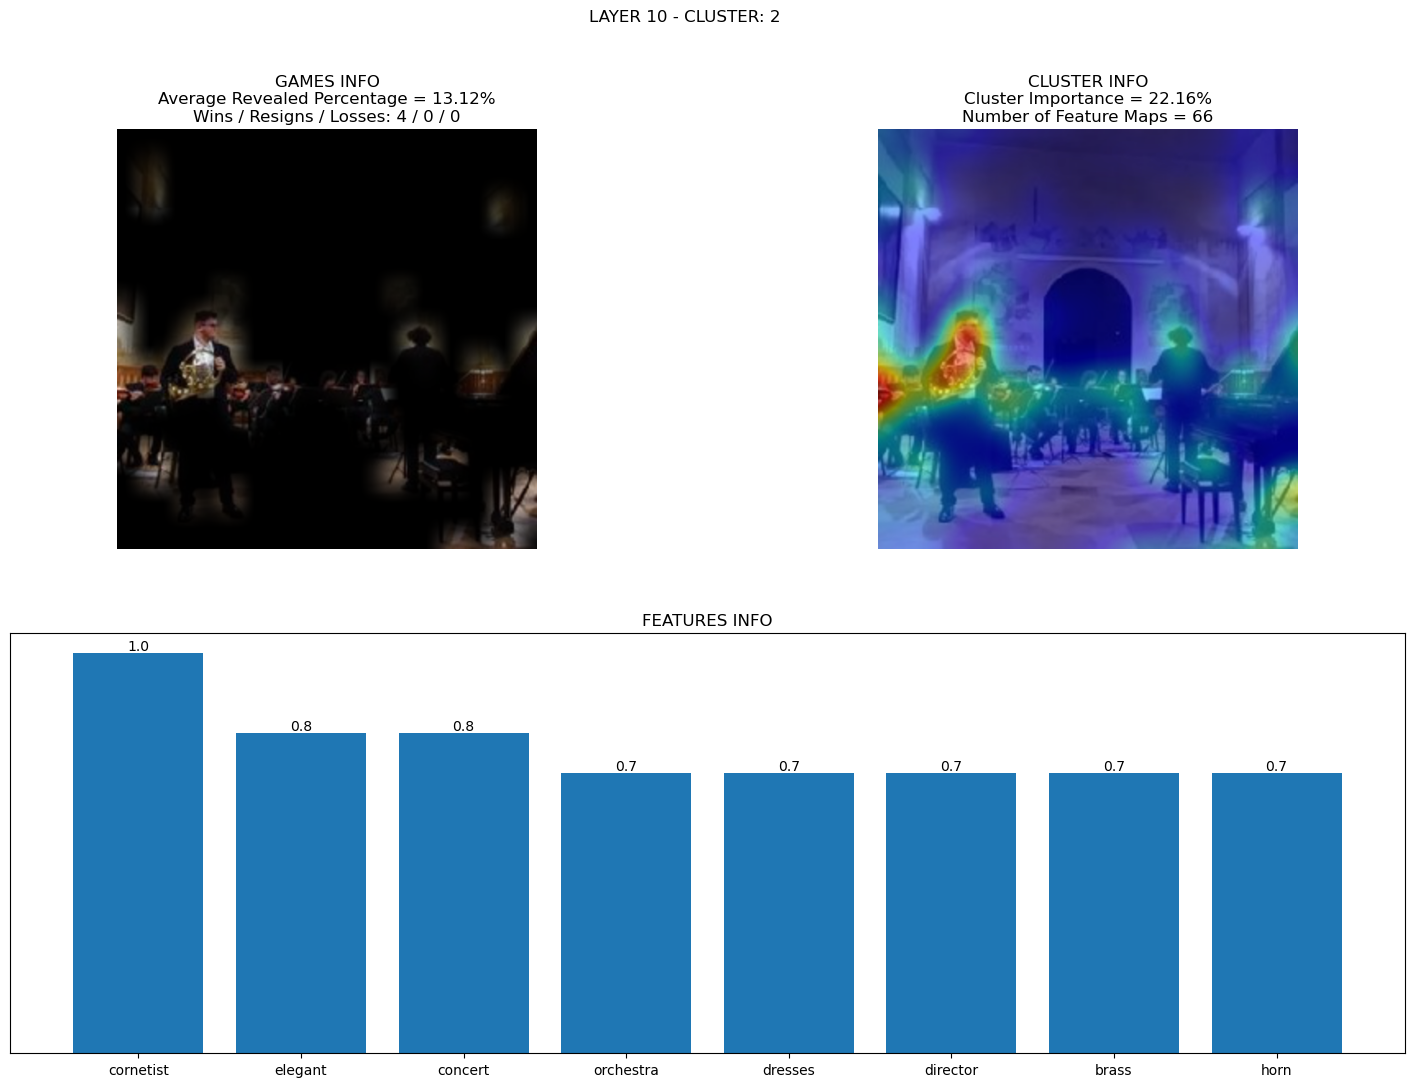 LAYER 10 - CLUSTER: 2
GAMES INFO
Average Revealed Percentage = 13.12%
Wins / Resigns / Losses: 4 / 0 / 0
CLUSTER INFO
Cluster Importance = 22.16%
Number of Feature Maps = 66
FEATURES INFO
1.0 0.8 0.8 0.7 0.7 0.7 0.7 0.7
cornetist elegant concert orchestra dresses director brass horn